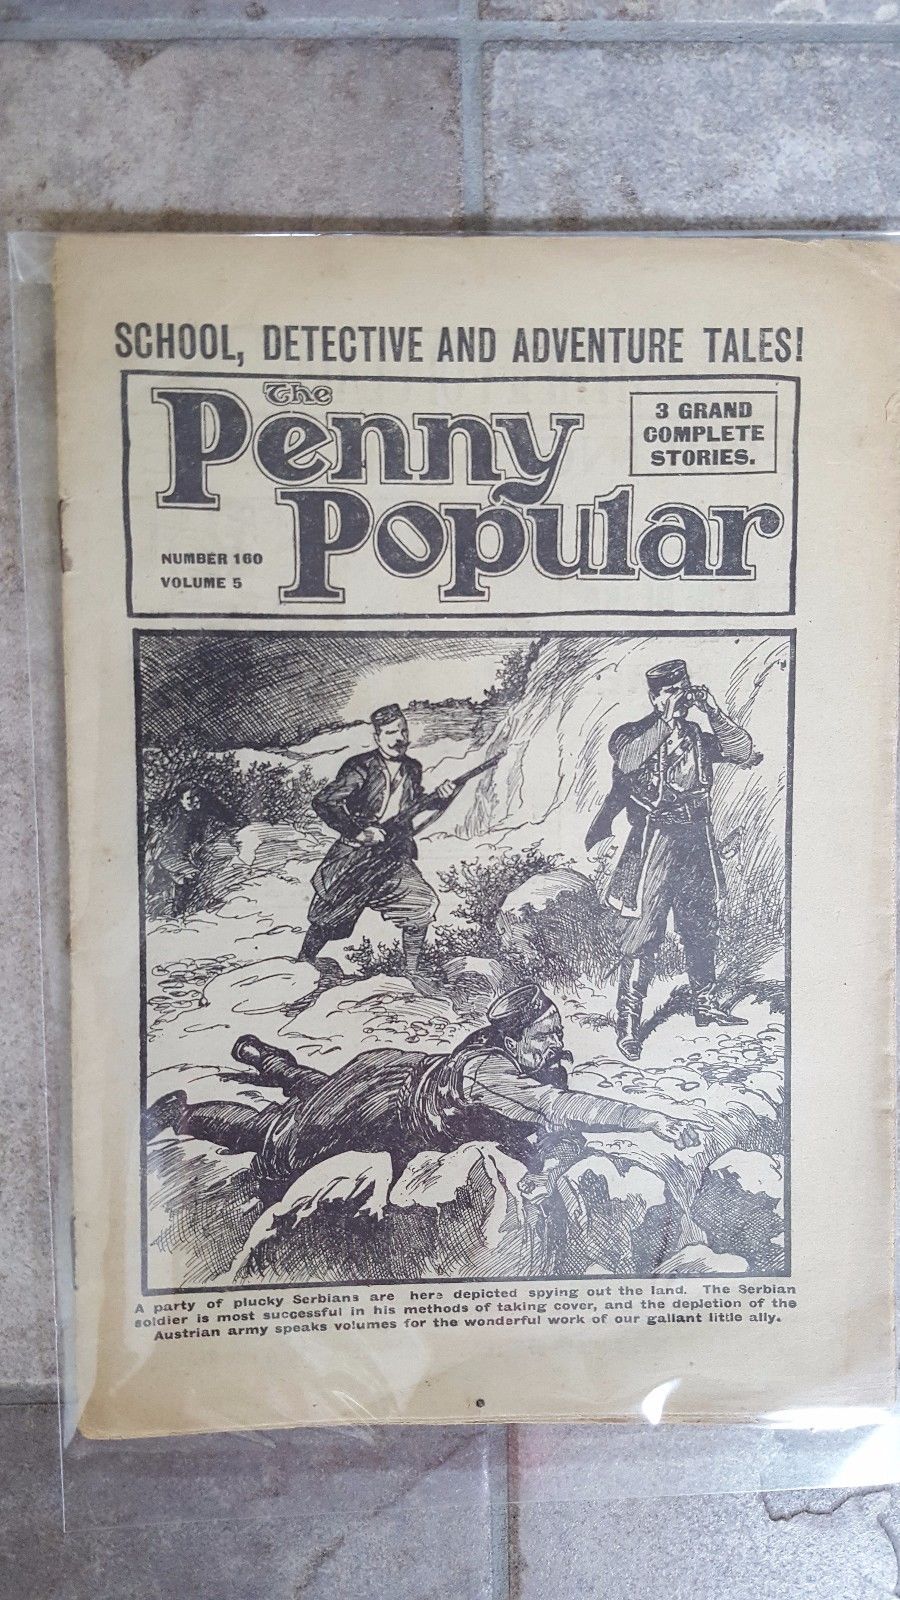 SCHOOL, DETECTIVE AND ADVENTURE TALES!
The
Penny
Popular
3 GRAND
COMPLETE
STORIES.
NUMBER 160
VOLUME 5
A party of plucky Serbians are here depicted spying out the land. The Serbian
soldier is most successful in his methods of taking cover, and the depletion of the
Austrian army speaks volumes for the wonderful work of our gallant little ally.